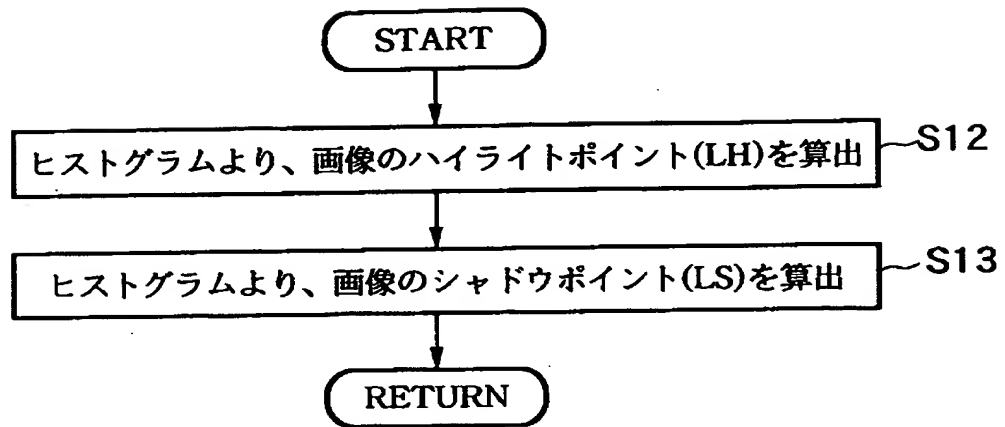 START
ヒストグラムより、画像のハイライトポイント(LH)を算出
S12
ヒストグラムより、画像のシャドウポイント(LS)を算出
S13
RETURN